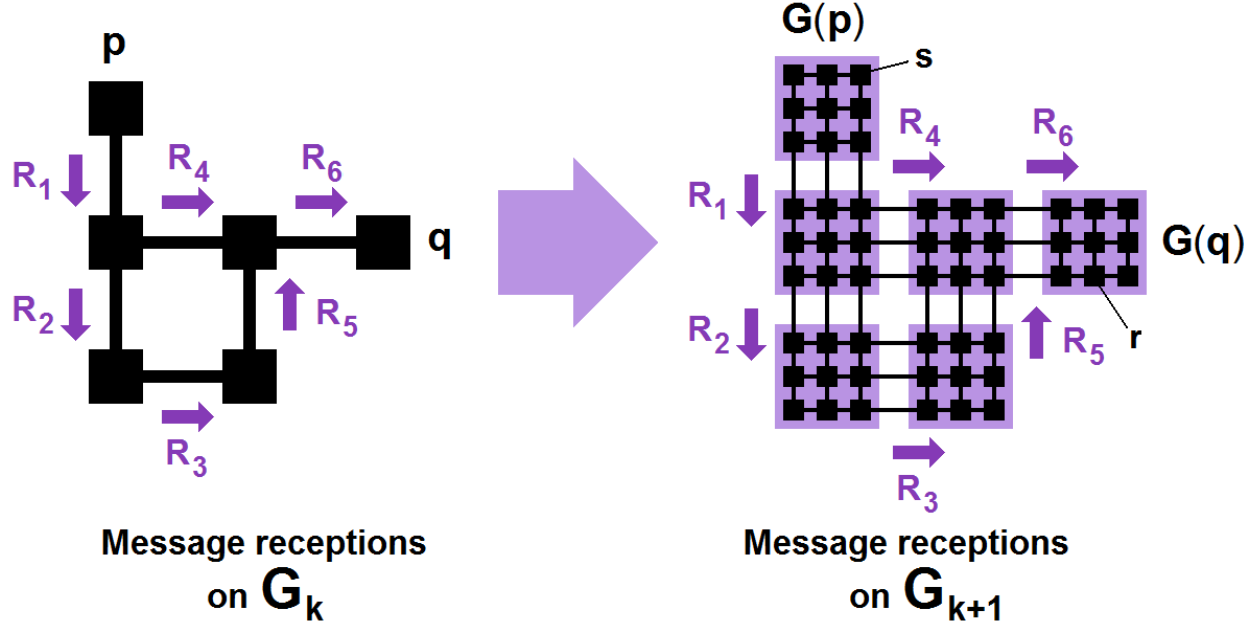 p
R1
R4
R6
q
R2
R5
R3
Message receptions
on Gk
G(p)
s
R4
R6
R1
G(q)
R2
R5
r
R3
Message receptions
on Gk+1